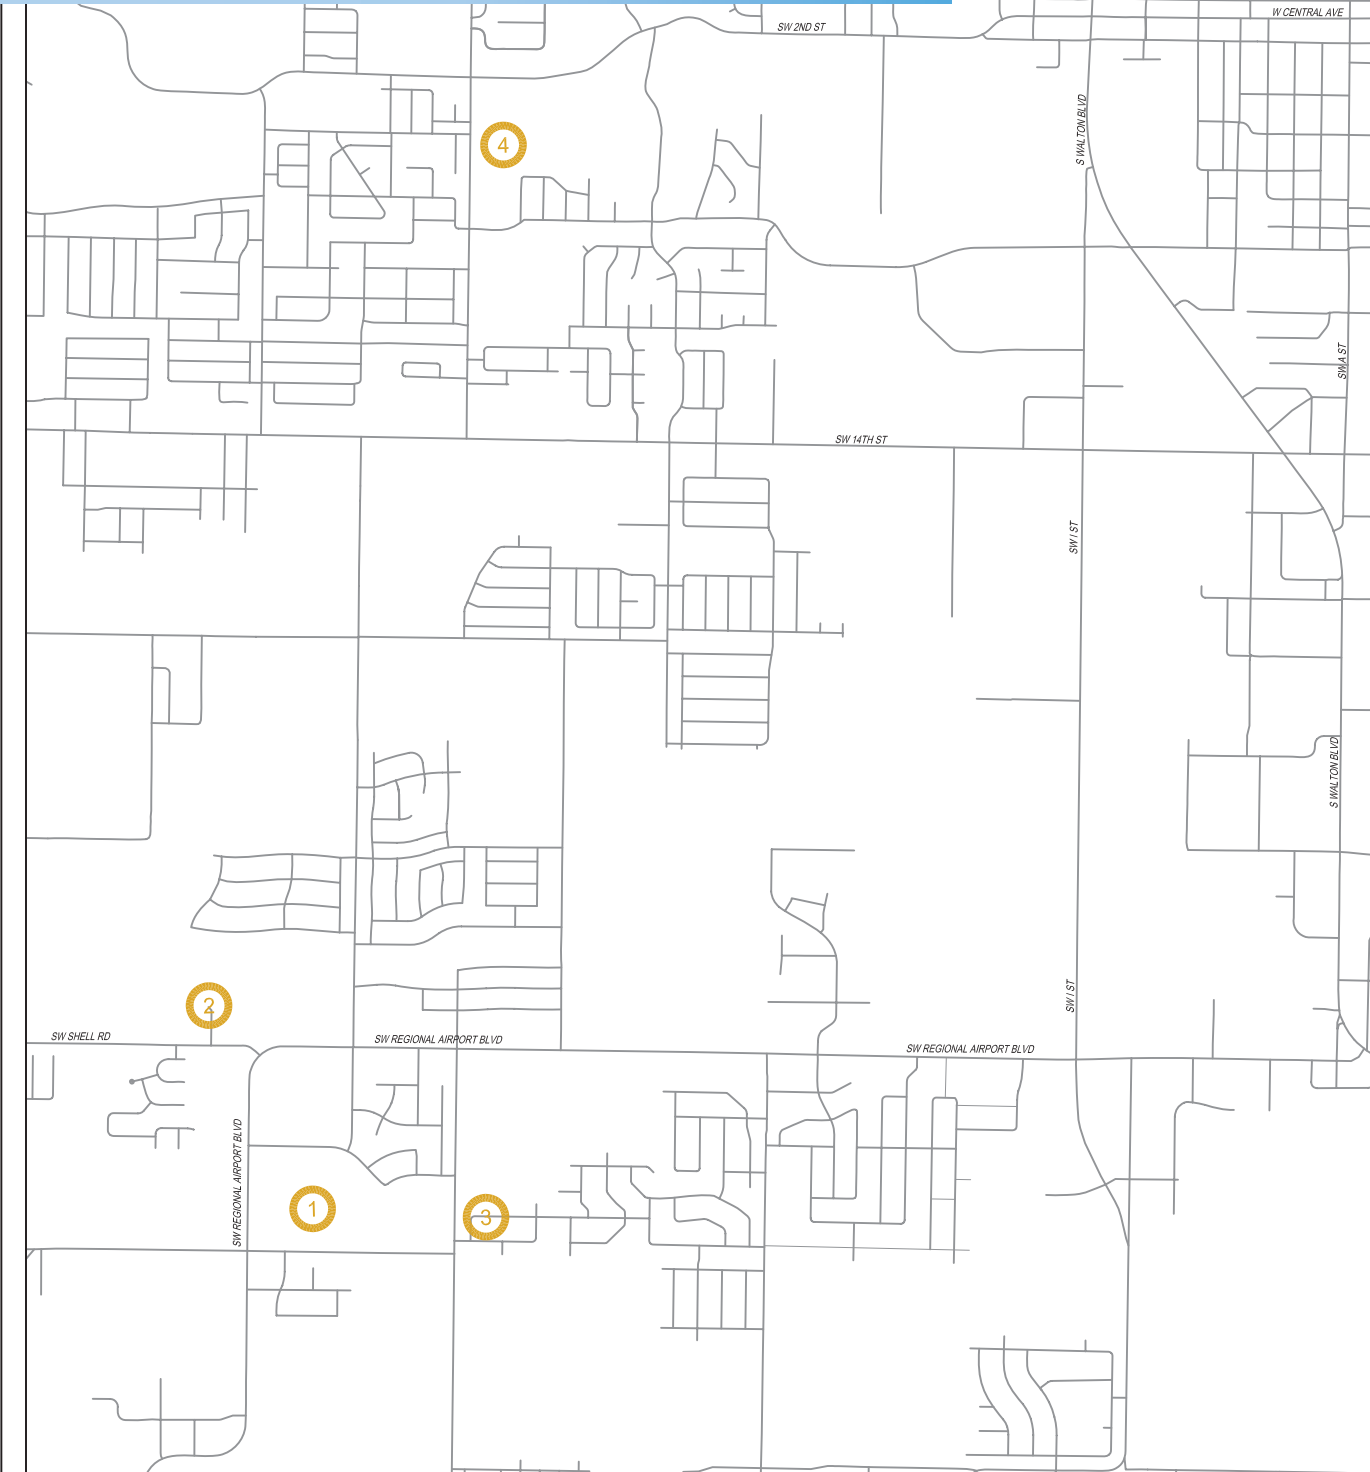 W CENTRAL AVE
SW 2ND ST
S WALTON BLVD
4
SW A ST
SW 14TH ST
SW I ST
S WALTON BLVD
2
SW I ST
SW SHELL RD
SW REGIONAL AIRPORT BLVD
SW REGIONAL AIRPORT BLVD
SW REGIONAL AIRPORT BLVD
1
3